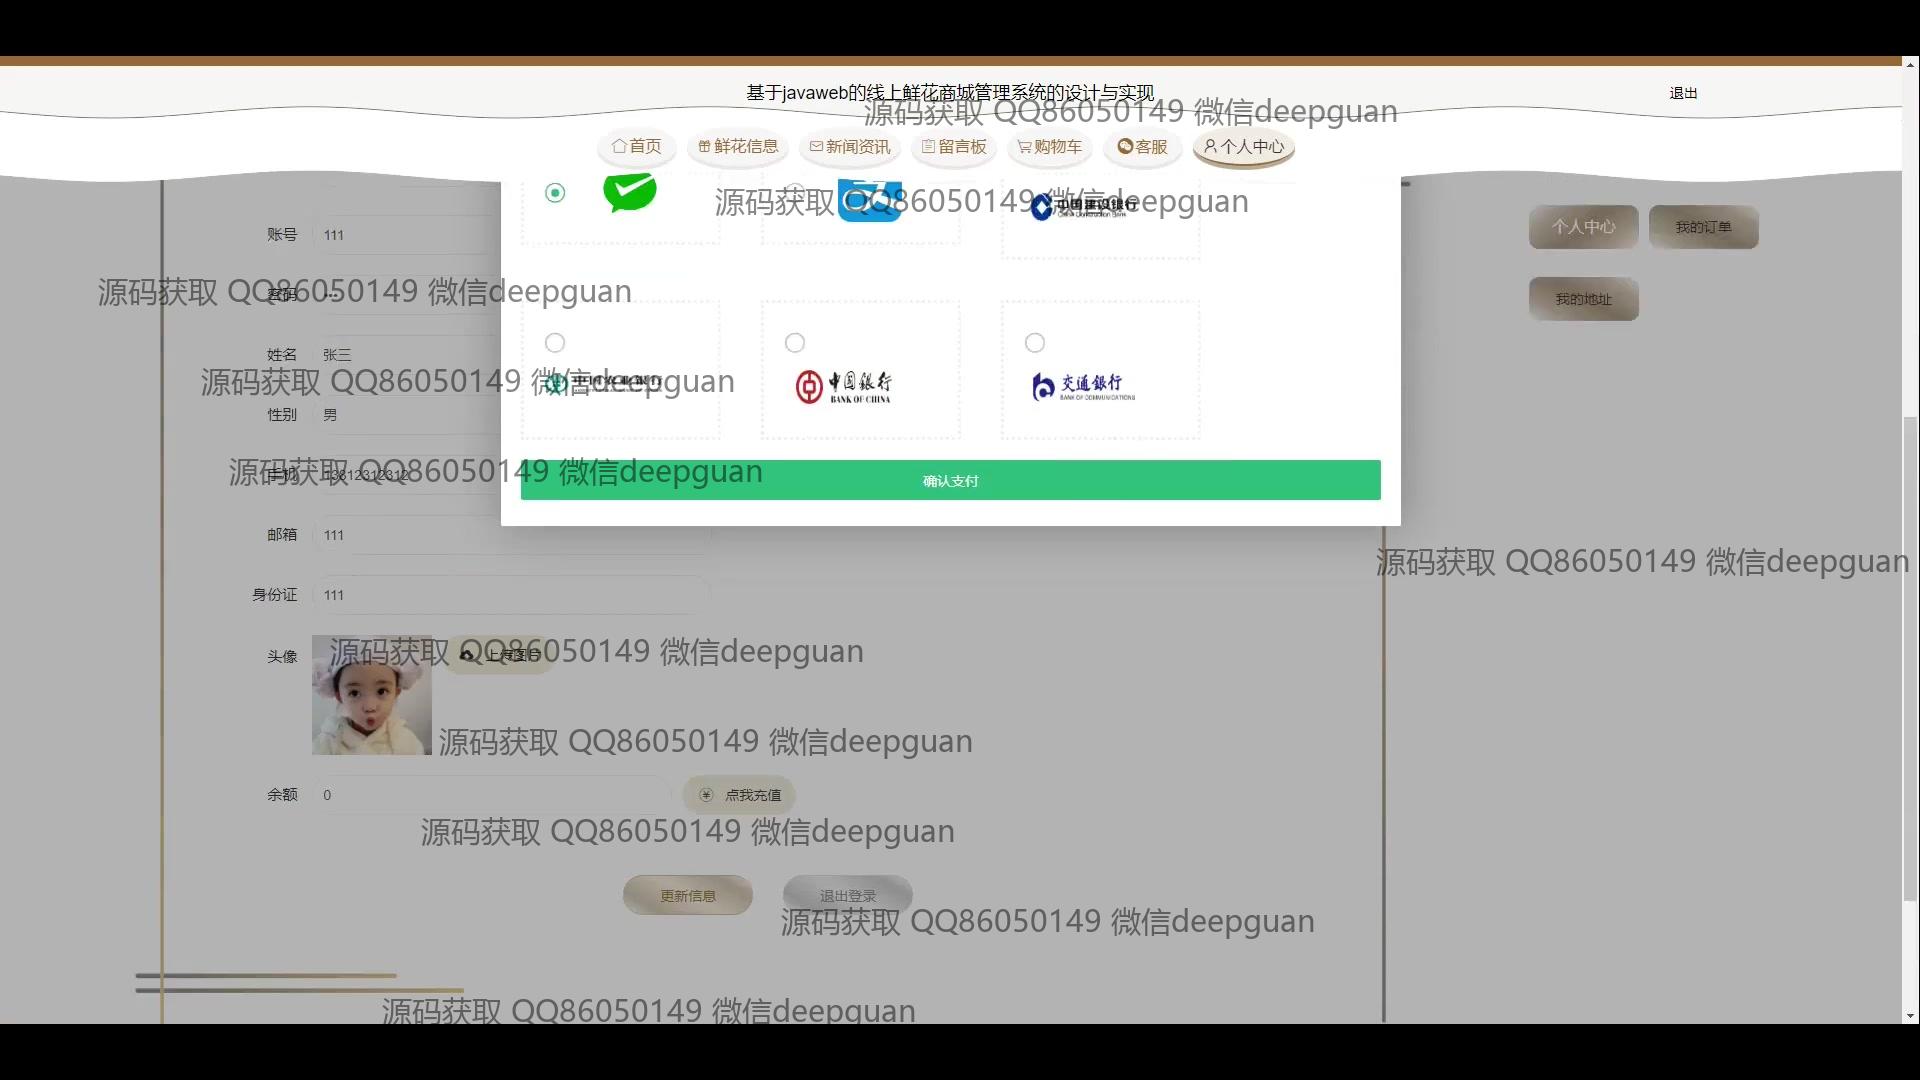 基于javaweb的线上鲜花商城管理系统的设计与实现
退出
源码获取 QQ86050149 微信deepguan
首页 鲜花信息 新闻资讯 留言板 购物车 客服 个人中心
源码获取 QQ86050149 微信deepguan
中国建设银行
China Construction Bank
个人中心 我的订单
账号 111
源码获取 QQ86050149 微信deepguan
密码
我的地址
姓名 张三
源码获取 QQ86050149 微信deepguan
中国农业银行
中国银行
BANK OF CHINA
交通银行
BANK OF COMMUNICATIONS
性别 男
源码获取 QQ86050149 微信deepguan
手机 13812312312
确认支付
邮箱 111
源码获取 QQ86050149 微信deepguan
身份证 111
头像
上传图片
源码获取 QQ86050149 微信deepguan
源码获取 QQ86050149 微信deepguan
余额 0 点我充值
源码获取 QQ86050149 微信deepguan
更新信息 退出登录
源码获取 QQ86050149 微信deepguan
源码获取 QQ86050149 微信deepguan